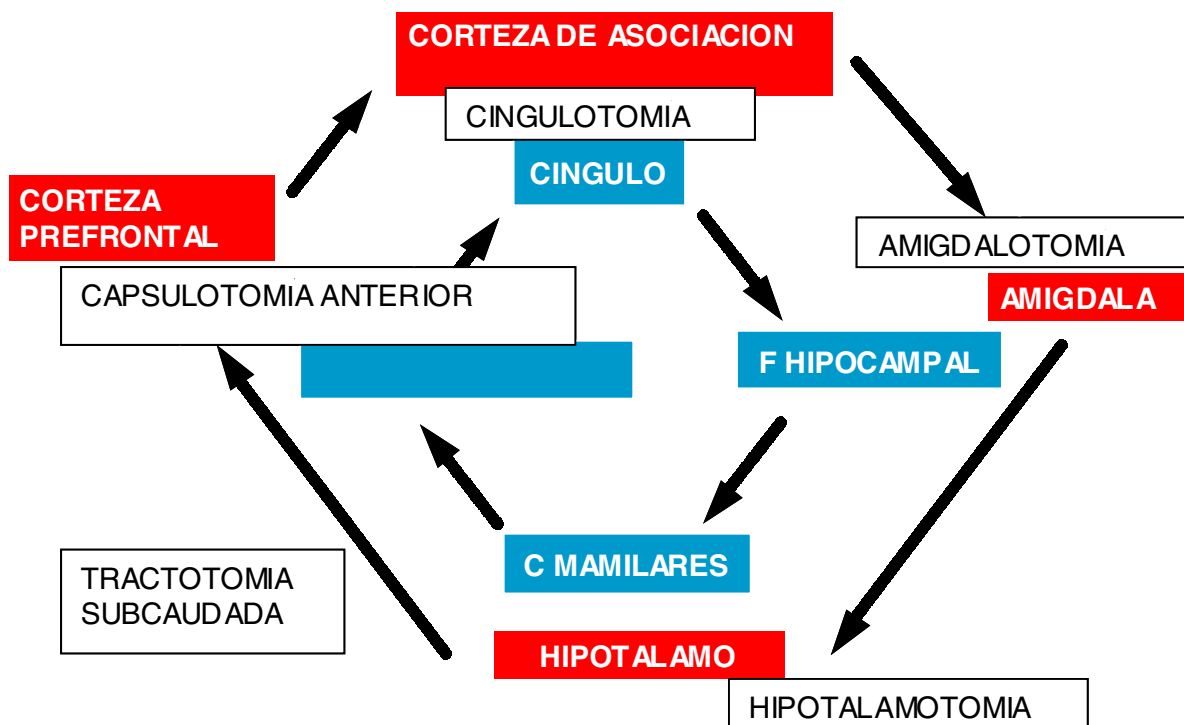 CORTEZA DE ASOCIACION
CINGULOTOMIA
CINGULO
CORTEZA
PREFRONTAL
AMIGDALOTOMIA
CAPSULOTOMIA ANTERIOR
AMIGDALA
F HIPOCAMPAL
C MAMILARES
TRACTOTOMIA
SUBCAUDADA
HIPOTALAMO
HIPOTALAMOTOMIA